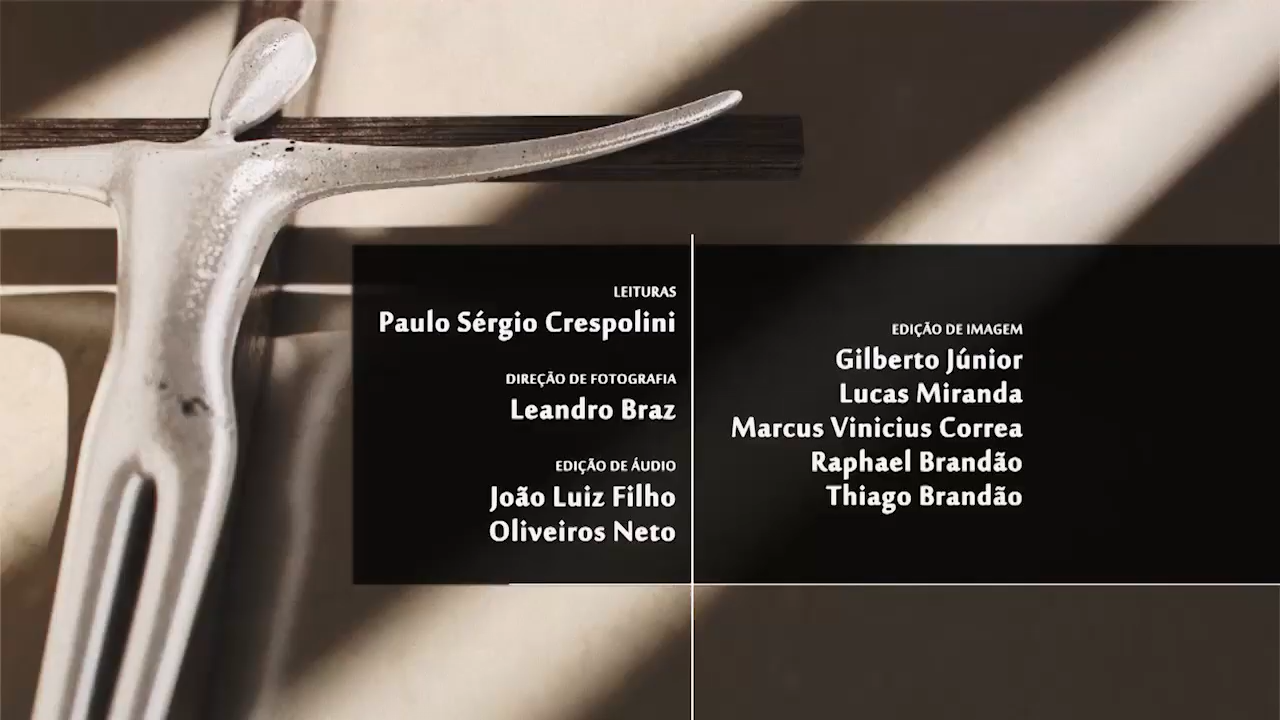 LEITURAS
Paulo Sérgio Crespolini
DIREÇÃO DE FOTOGRAFIA
Leandro Braz
EDIÇÃO DE ÁUDIO
João Luiz Filho
Oliveiros Neto
EDIÇÃO DE IMAGEM
Gilberto Júnior
Lucas Miranda
Marcus Vinicius Correa
Raphael Brandão
Thiago Brandão